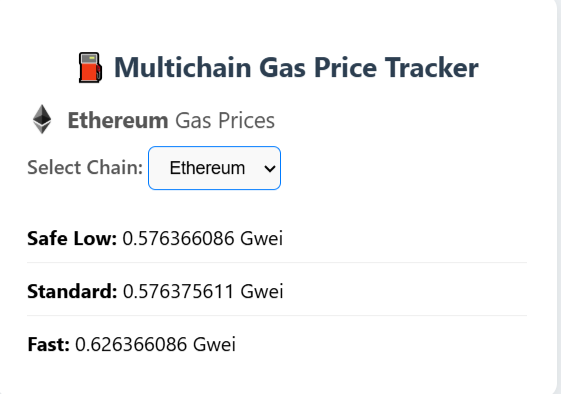 Multichain Gas Price Tracker
Ethereum Gas Prices
Select Chain: Ethereum
Safe Low: 0.576366086 Gwei
Standard: 0.576375611 Gwei
Fast: 0.626366086 Gwei